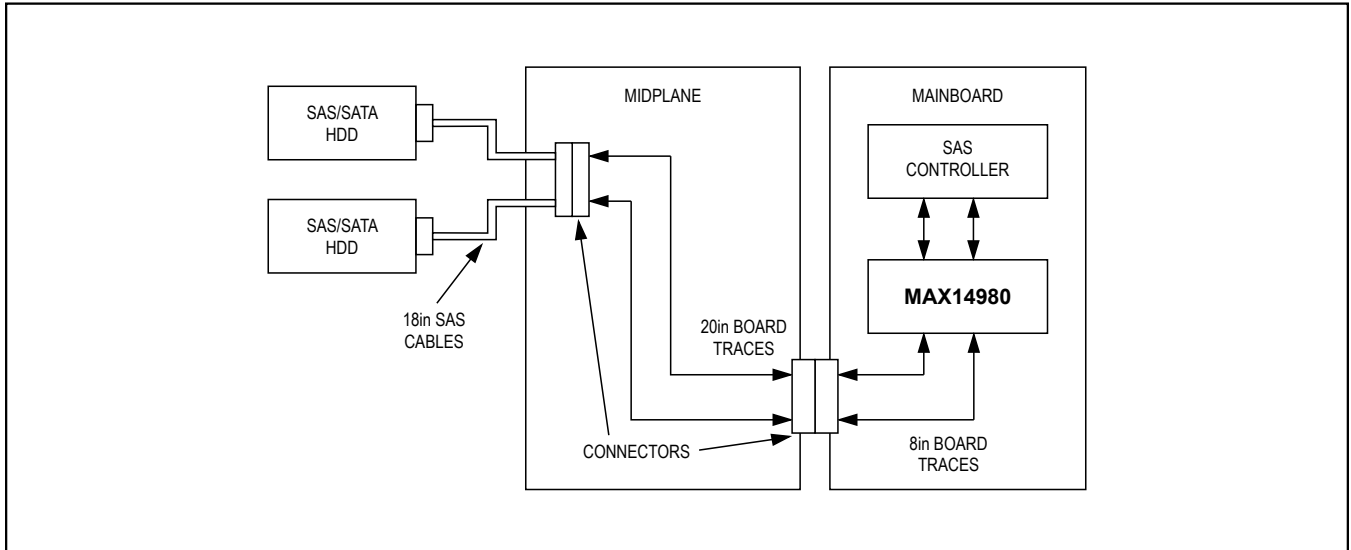 SAS/SATA
HDD
SAS/SATA
HDD
18in SAS
CABLES
MIDPLANE
20in BOARD
TRACES
CONNECTORS
MAINBOARD
SAS
CONTROLLER
MAX14980
8in BOARD
TRACES